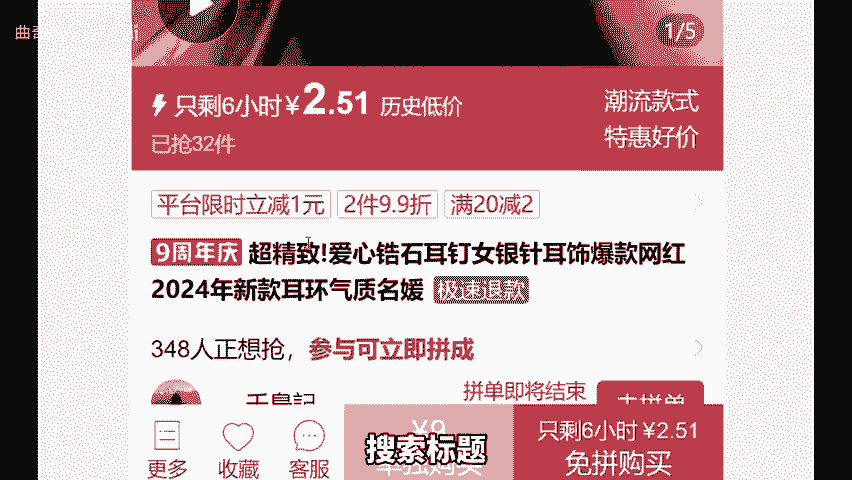 1/5
只剩6小时¥2.51 历史低价
潮流款式
已抢32件
特惠好价
平台限时立减1元 2件9.9折 满20减2
9周年庆 超精致!爱心锆石耳钉女银针耳饰爆款网红
2024年新款耳环气质名媛 极速退款
348人正想抢，参与可立即拼成
拼单即将结束
去拼单
只剩6小时 ¥2.51
更多 收藏 客服
免拼购买
搜索标题